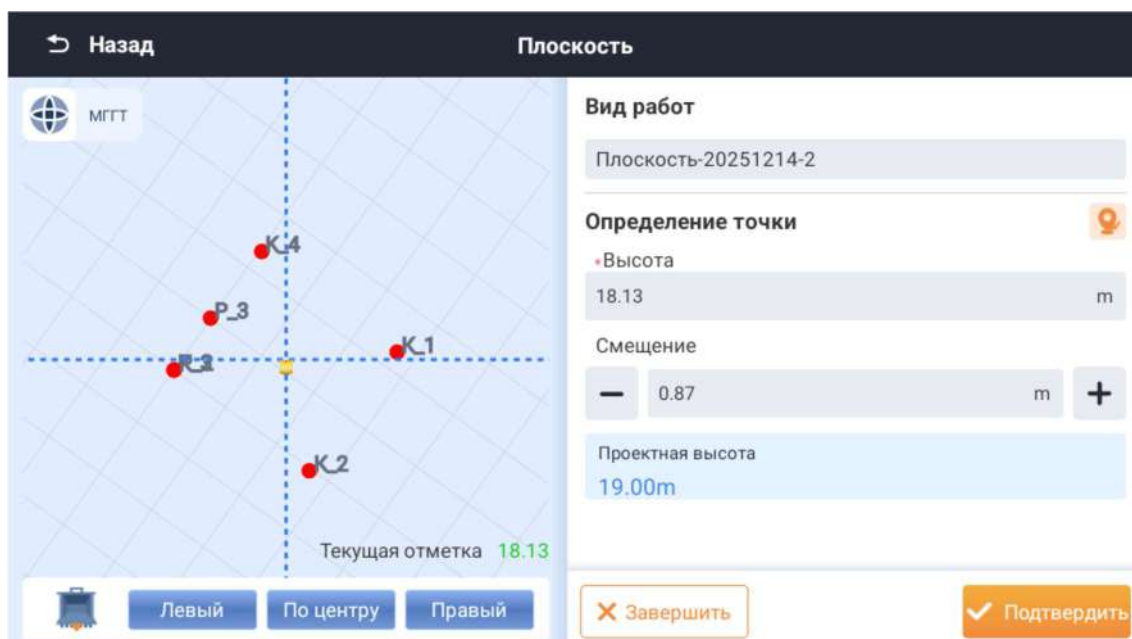 Назад
Плоскость
МГГТ
K_4
P_3
K_1
K_2
Текущая отметка 18.13
Левый
По центру
Правый
Вид работ
Плоскость-20251214-2
Определение точки
*Высота
18.13 m
Смещение
0.87 m
Проектная высота
19.00m
Завершить
Подтвердить